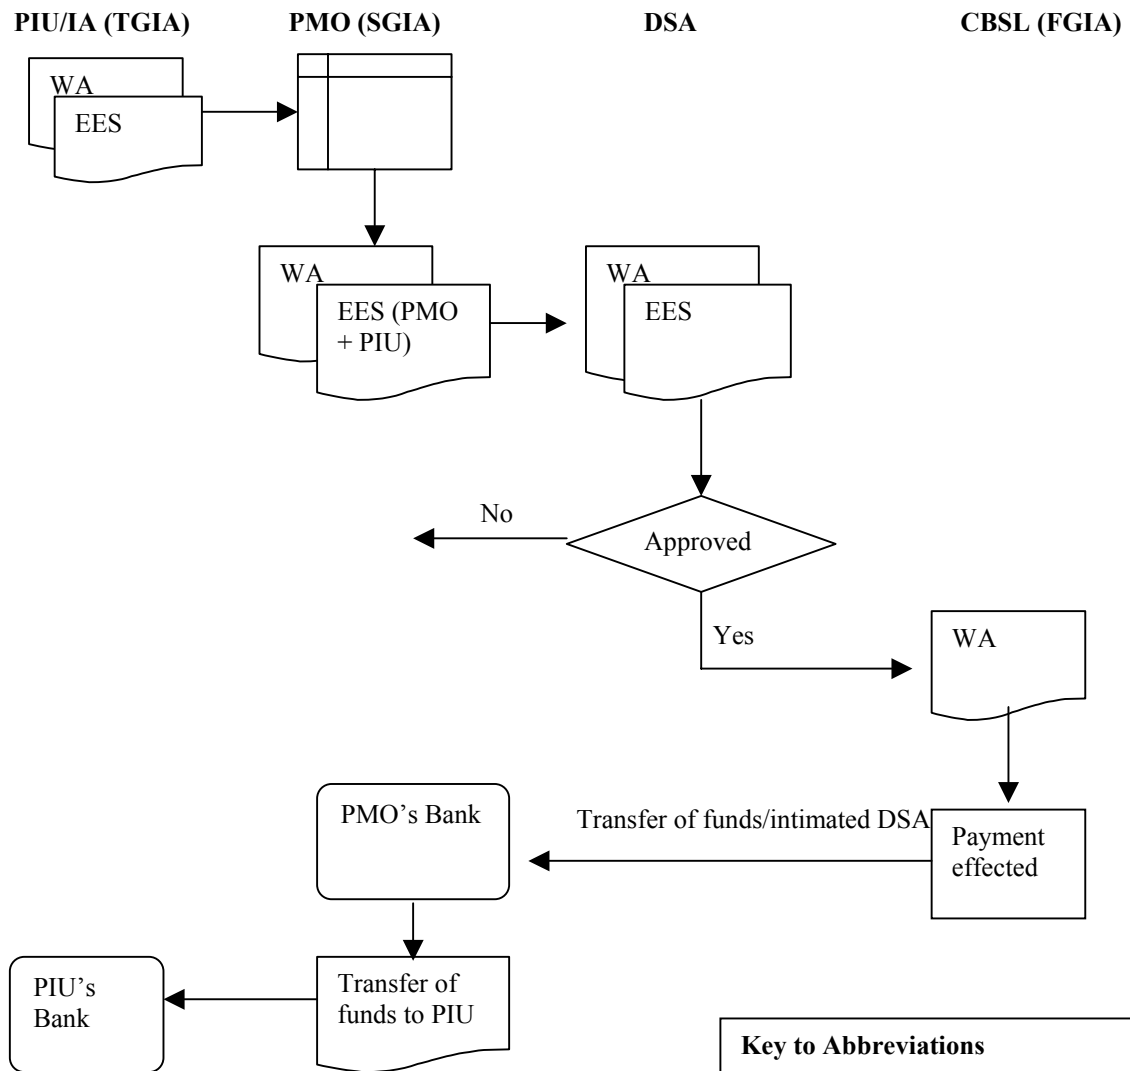 PIU/IA (TGIA) PMO (SGIA) DSA CBSL (FGIA)
WA
EES
WA
EES (PMO
+ PIU)
WA
EES
No
Approved
Yes
WA
PMO’s Bank
Transfer of funds/intimated DSA
Payment
effected
PIU’s
Bank
Transfer of
funds to PIU
Key to Abbreviations